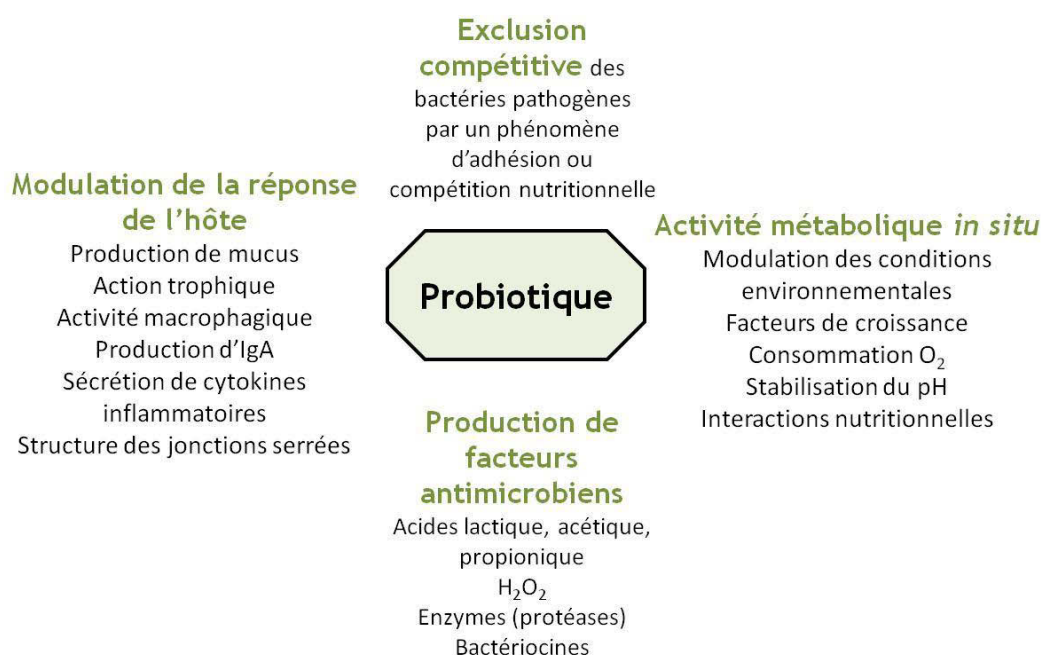 Exclusion
compétitive des
bactéries pathogènes
par un phénomène
d’adhésion ou
compétition nutritionnelle
Modulation de la réponse
de l’hôte
Production de mucus
Action trophique
Activité macrophagique
Production d’IgA
Sécrétion de cytokines
inflammatoires
Structure des jonctions serrées
Probiotique
Activité métabolique in situ
Modulation des conditions
environnementales
Facteurs de croissance
Consommation O₂
Stabilisation du pH
Interactions nutritionnelles
Production de
facteurs
antimicrobiens
Acides lactique, acétique,
propionique
H₂O₂
Enzymes (protéases)
Bactériocines